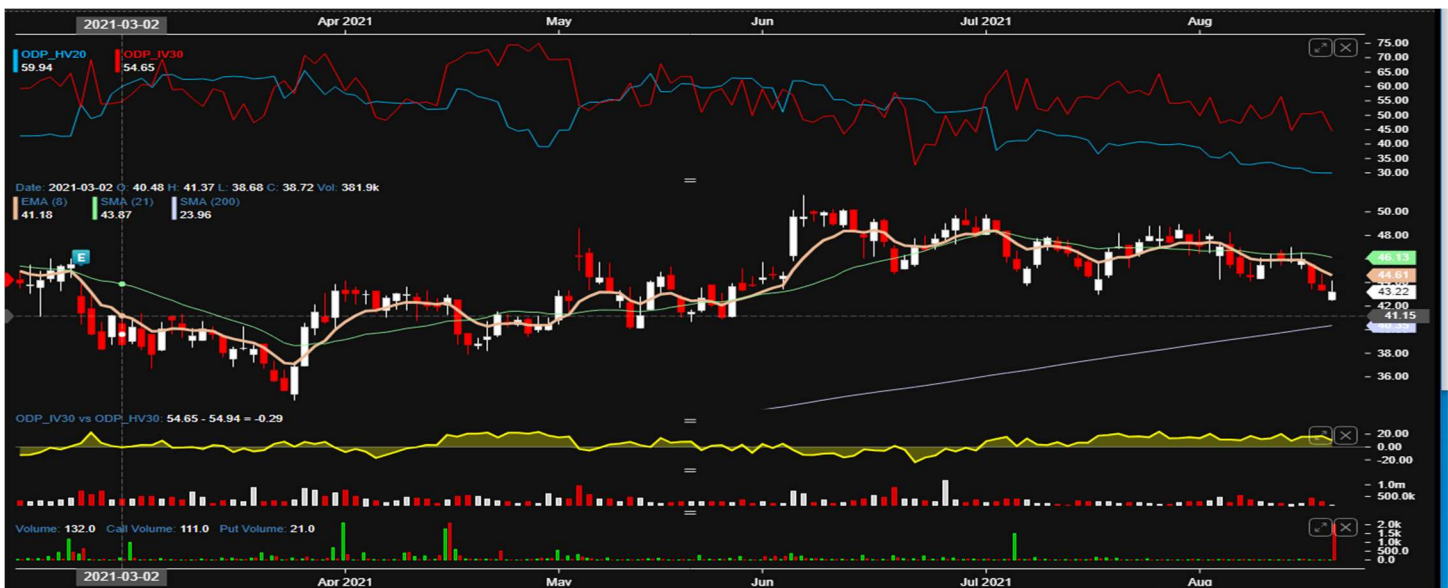 2021-03-02 Apr 2021 May Jun Jul 2021 Aug
ODP_HV20 ODP_IV30
59.94 54.65
75.00
70.00
65.00
60.00
55.00
50.00
45.00
40.00
35.00
30.00
Date: 2021-03-02 O: 40.48 H: 41.37 L: 38.68 C: 38.72 Vol: 381.9k
EMA (8) SMA (21) SMA (200)
41.18 43.87 23.96
E
50.00
48.00
46.13
44.61
43.22
42.00
41.15
40.35
38.00
36.00
ODP_IV30 vs ODP_HV30: 54.65 - 54.94 = -0.29
20.00
0.00
-20.00
1.0m
500.0k
Volume: 132.0 Call Volume: 111.0 Put Volume: 21.0
2.0k
1.5k
1.0k
500.0
0.0
2021-03-02 Apr 2021 May Jun Jul 2021 Aug